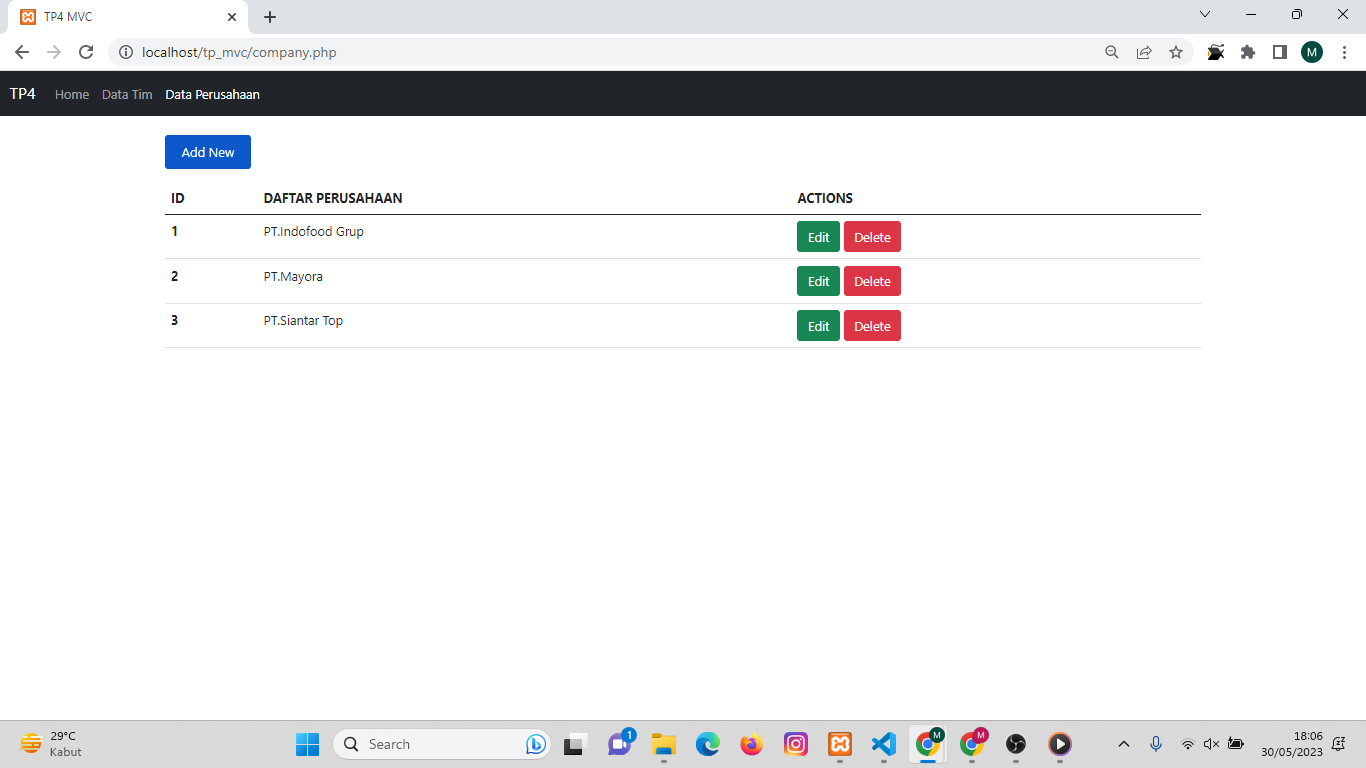 TP4 MVC
localhost/tp_mvc/company.php
M
TP4 Home Data Tim Data Perusahaan
Add New
ID DAFTAR PERUSAHAAN ACTIONS
1 PT.Indofood Grup Edit Delete
2 PT.Mayora Edit Delete
3 PT.Siantar Top Edit Delete
29°C
Kabut
Search
1
M
M
18:06
30/05/2023